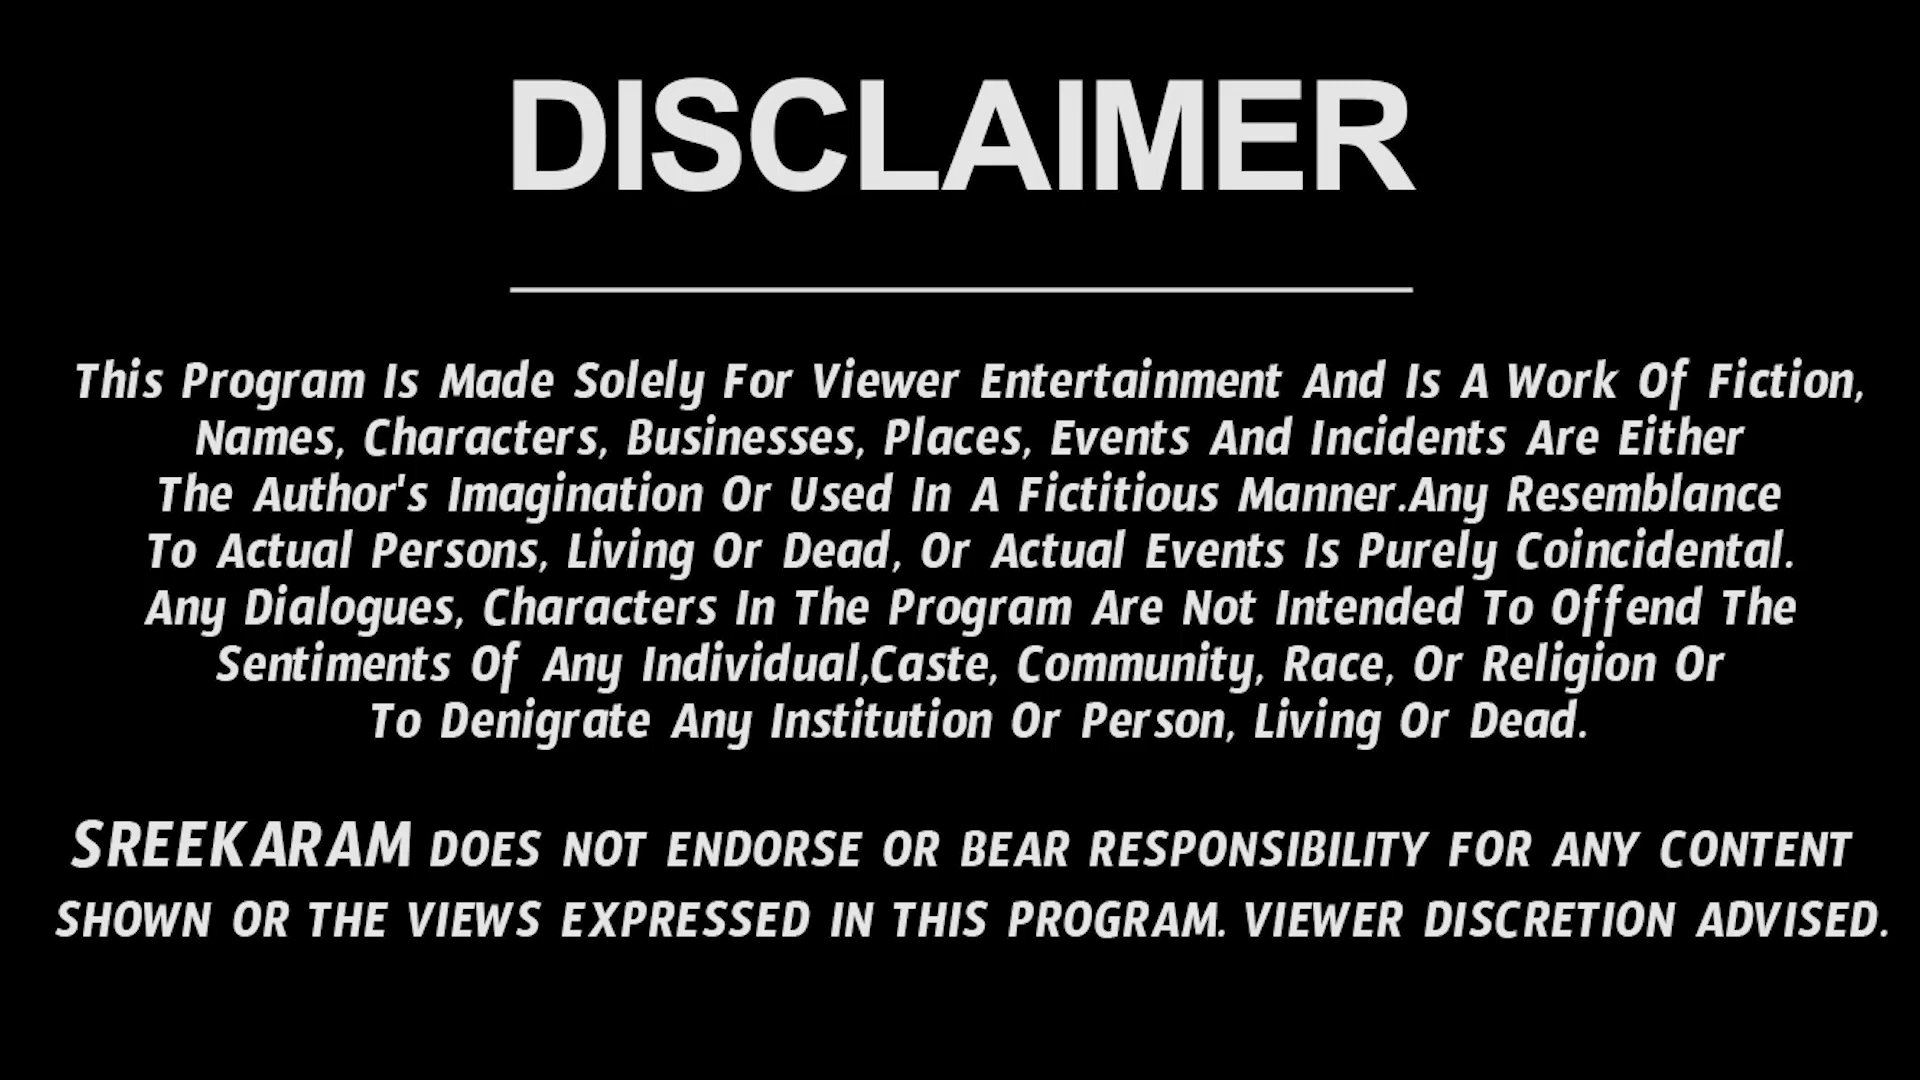 DISCLAIMER
This Program Is Made Solely For Viewer Entertainment And Is A Work Of Fiction,
Names, Characters, Businesses, Places, Events And Incidents Are Either
The Author's Imagination Or Used In A Fictitious Manner.Any Resemblance
To Actual Persons, Living Or Dead, Or Actual Events Is Purely Coincidental.
Any Dialogues, Characters In The Program Are Not Intended To Offend The
Sentiments Of Any Individual,Caste, Community, Race, Or Religion Or
To Denigrate Any Institution Or Person, Living Or Dead.
SREEKARAM DOES NOT ENDORSE OR BEAR RESPONSIBILITY FOR ANY CONTENT
SHOWN OR THE VIEWS EXPRESSED IN THIS PROGRAM. VIEWER DISCRETION ADVISED.